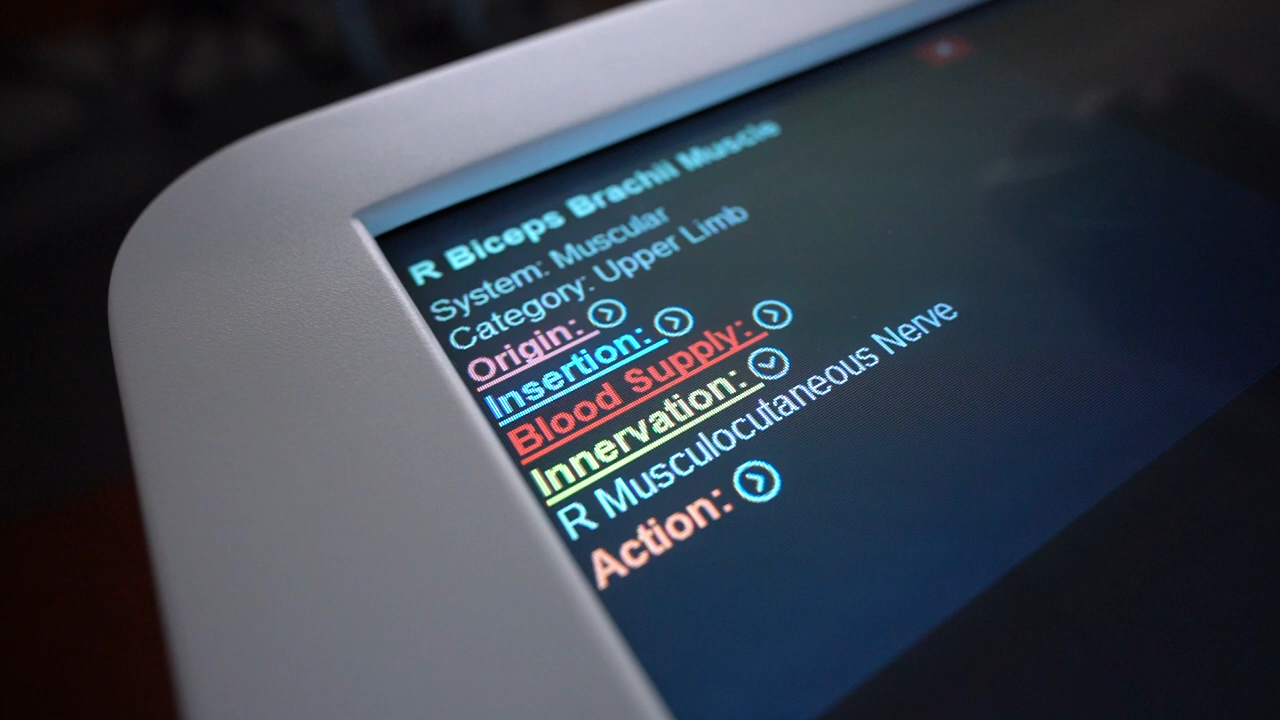 R Biceps Brachii Muscle
System: Muscular
Category: Upper Limb
Origin:
Insertion:
Blood Supply:
Innervation:
R Musculocutaneous Nerve
Action: